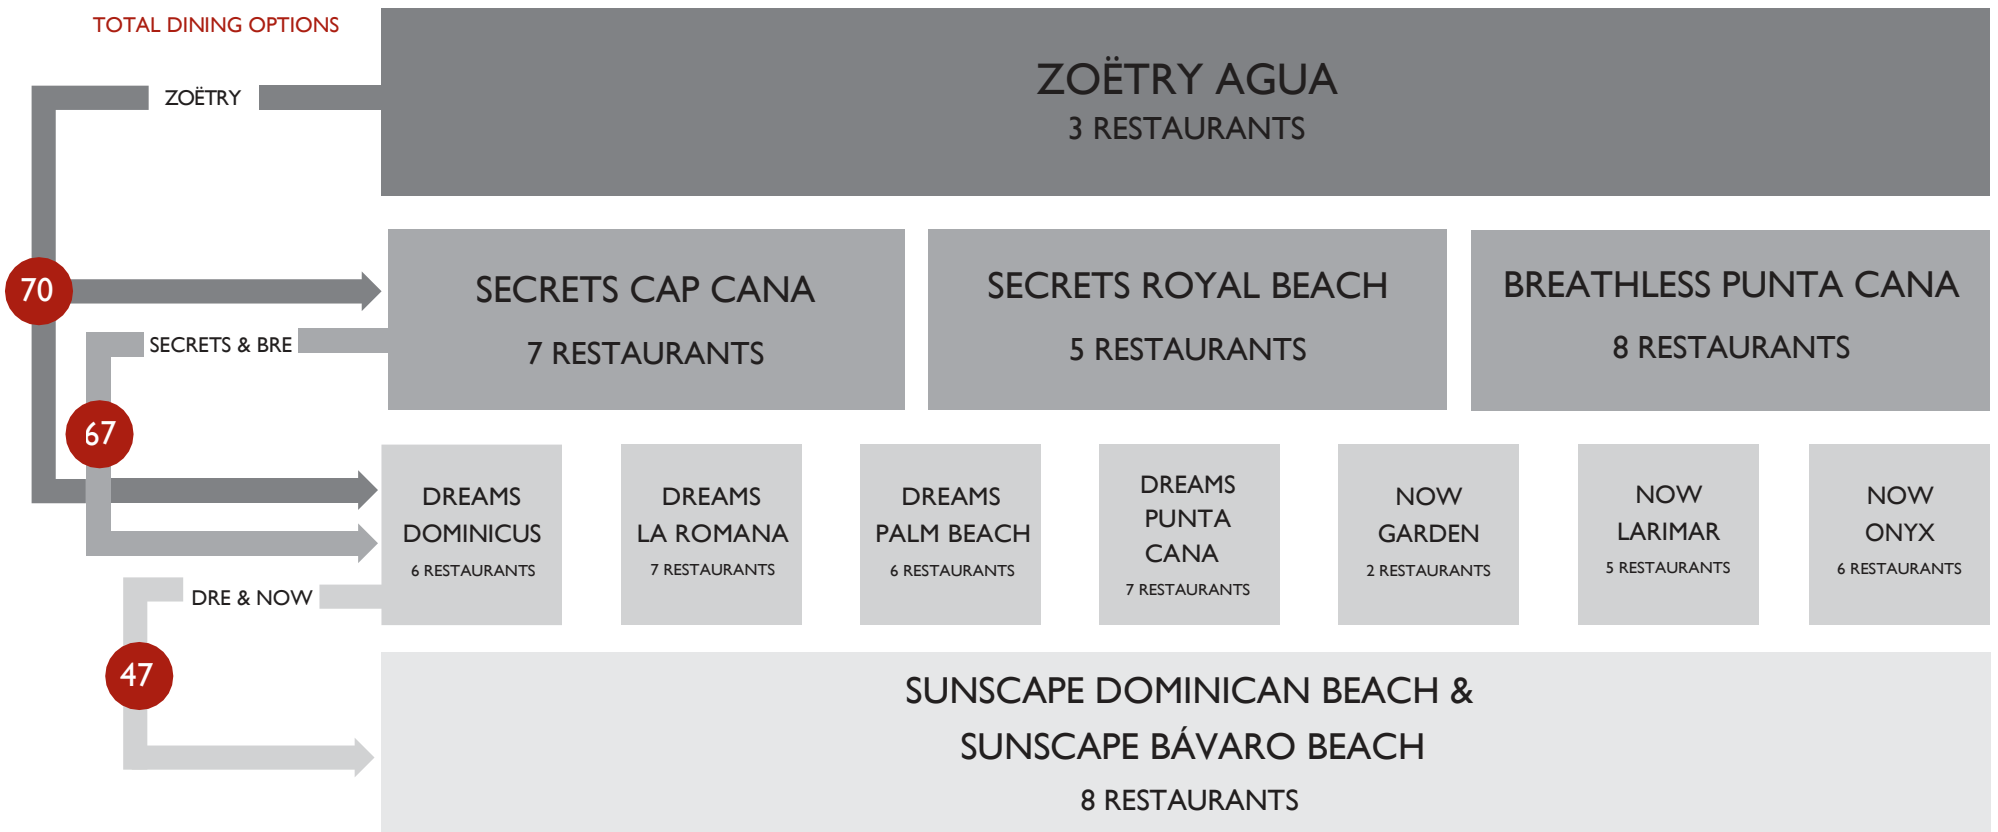 TOTAL DINING OPTIONS
ZOËTRY
ZOËTRY AGUA
3 RESTAURANTS
70
SECRETS CAP CANA
7 RESTAURANTS
SECRETS ROYAL BEACH
5 RESTAURANTS
BREATHLESS PUNTA CANA
8 RESTAURANTS
SECRETS & BRE
67
DREAMS
DOMINICUS
6 RESTAURANTS
DREAMS
LA ROMANA
7 RESTAURANTS
DREAMS
PALM BEACH
6 RESTAURANTS
DREAMS
PUNTA
CANA
7 RESTAURANTS
NOW
GARDEN
2 RESTAURANTS
NOW
LARIMAR
5 RESTAURANTS
NOW
ONYX
6 RESTAURANTS
DRE & NOW
47
SUNSCAPE DOMINICAN BEACH &
SUNSCAPE BÁVARO BEACH
8 RESTAURANTS